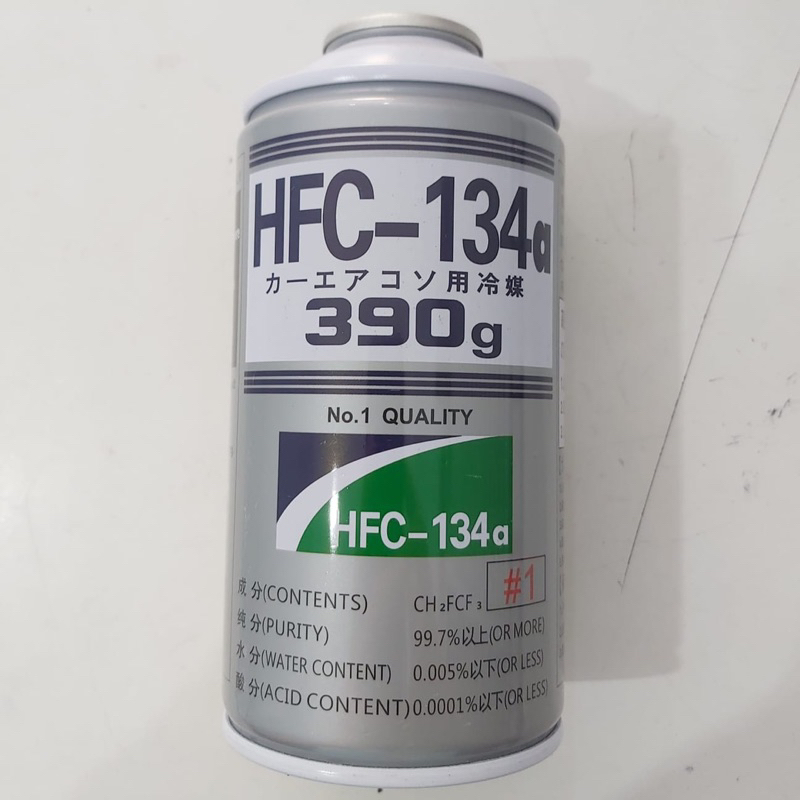 HFC-134a
カーエアコソ用冷媒
390g
No.1 QUALITY
HFC-134a
#1
成 分(CONTENTS) CH₂FCF₃
纯 分(PURITY) 99.7%以上(OR MORE)
水 分(WATER CONTENT) 0.005%以下(OR LESS)
酸 分(ACID CONTENT) 0.0001%以下(OR LESS)